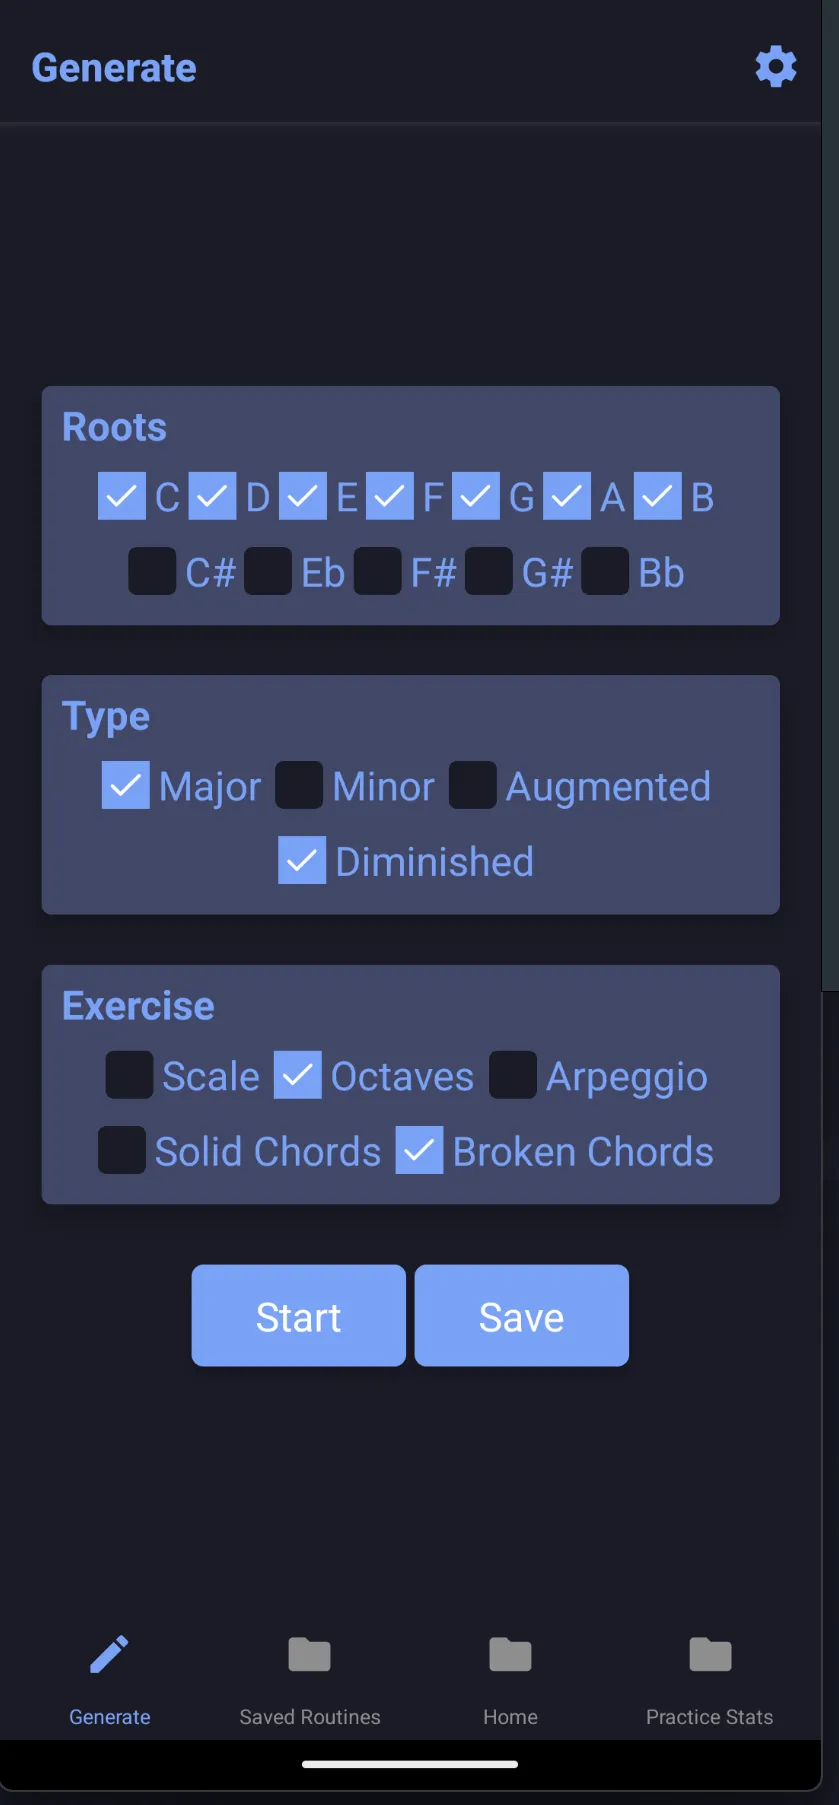 Generate
Roots
C D E F G A B
C# Eb F# G# Bb
Type
Major Minor Augmented
Diminished
Exercise
Scale Octaves Arpeggio
Solid Chords Broken Chords
Start Save
Generate Saved Routines Home Practice Stats